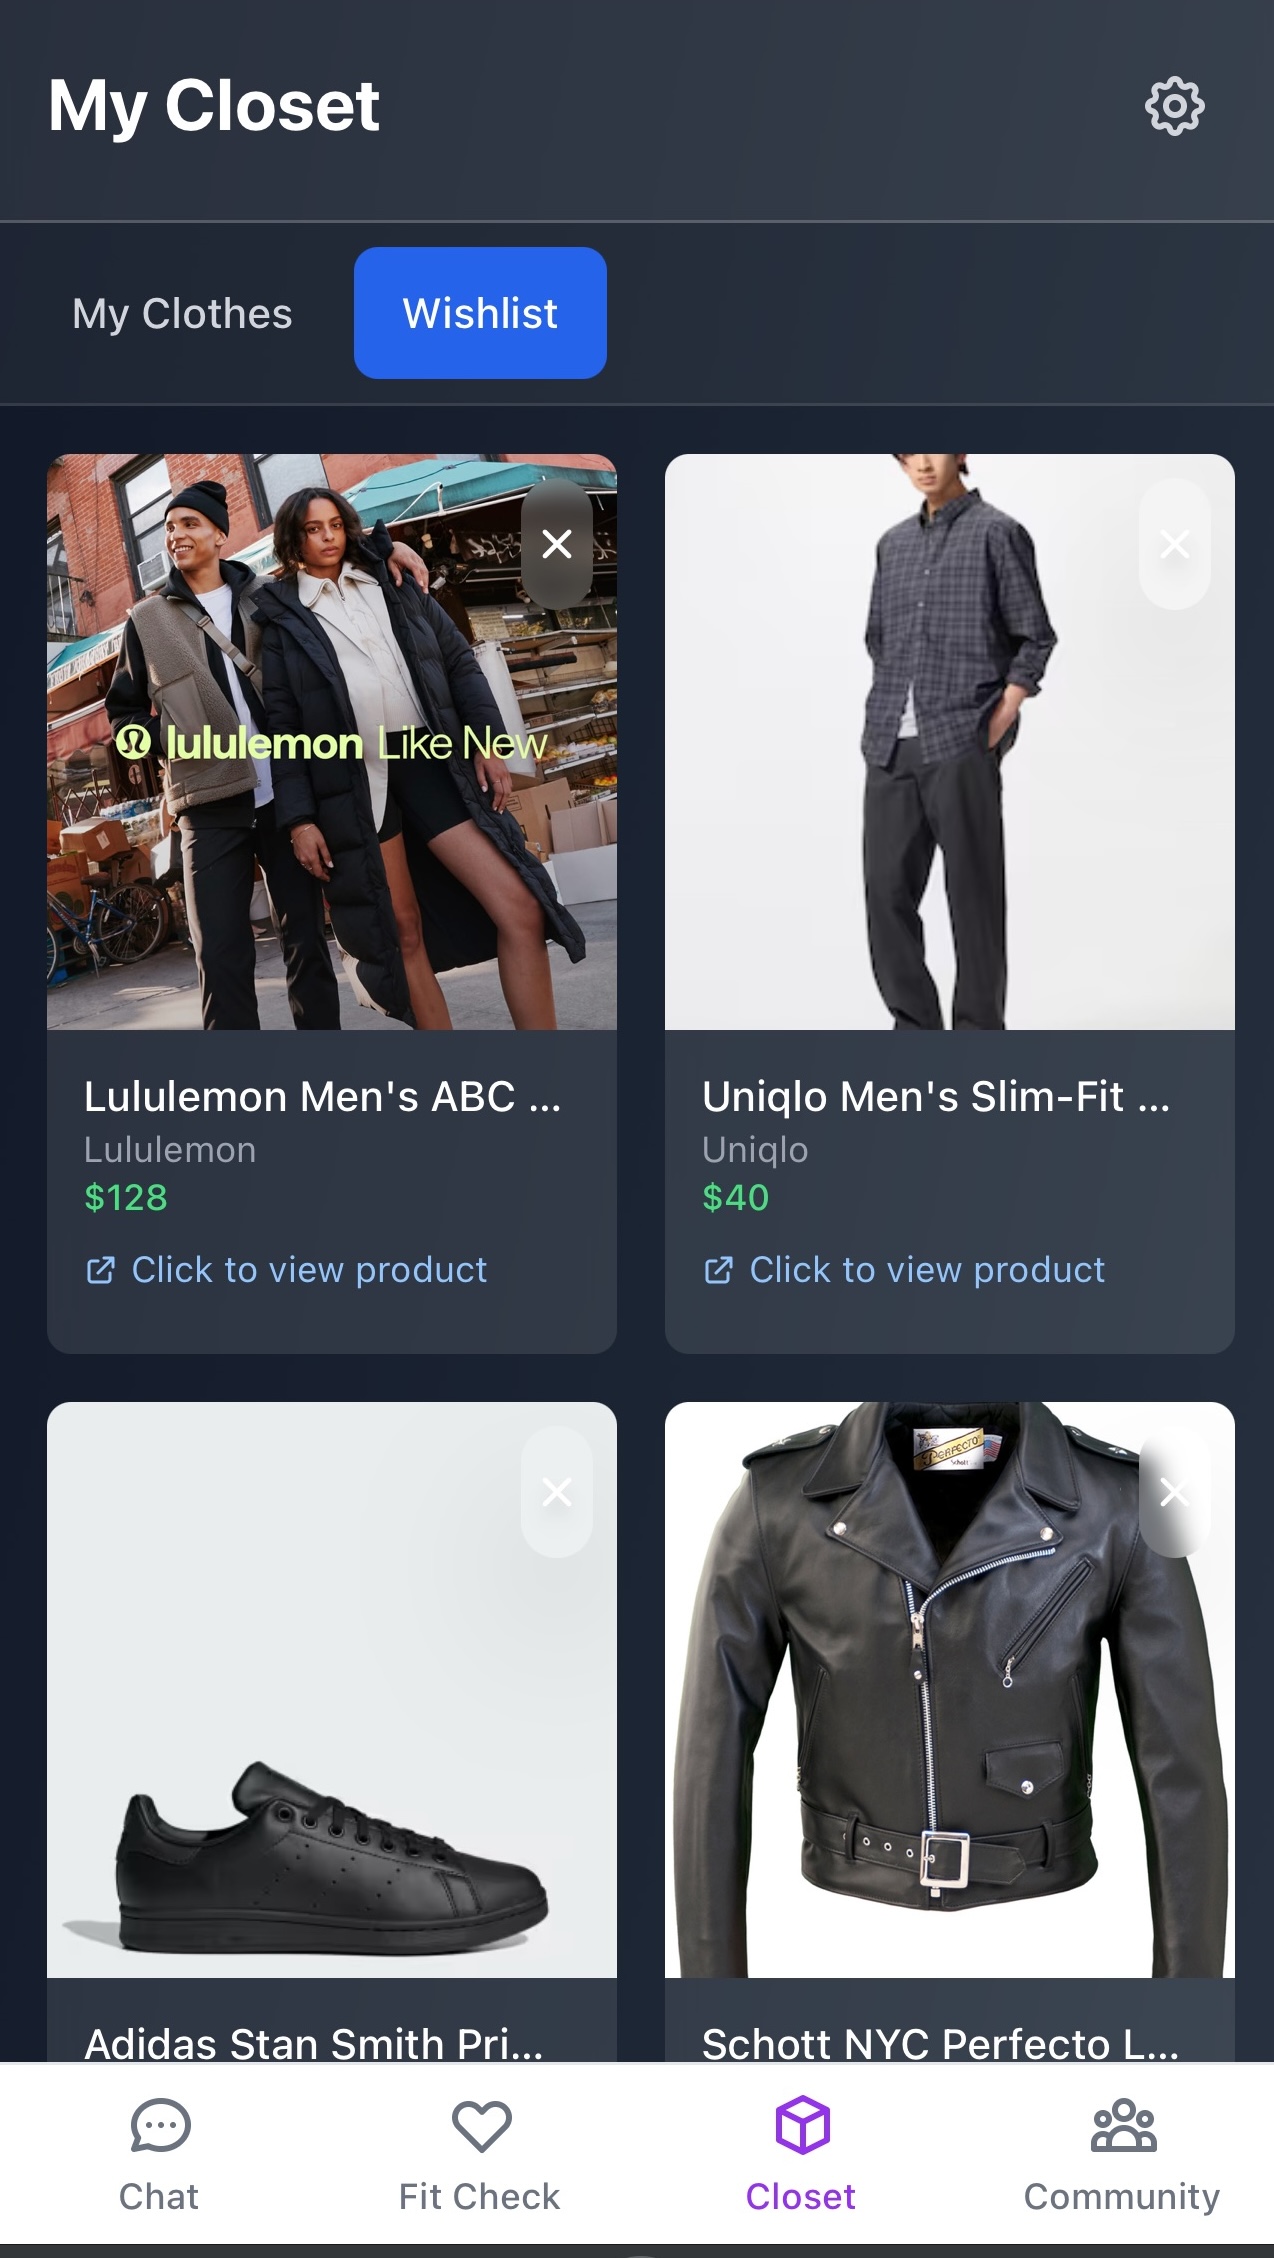 My Closet
My Clothes
Wishlist
lululemon Like New
Lululemon Men's ABC ...
Lululemon
$128
Click to view product
Uniqlo Men's Slim-Fit ...
Uniqlo
$40
Click to view product
PERFECTO
Schott
Adidas Stan Smith Pri...
Schott NYC Perfecto L...
Chat
Fit Check
Closet
Community